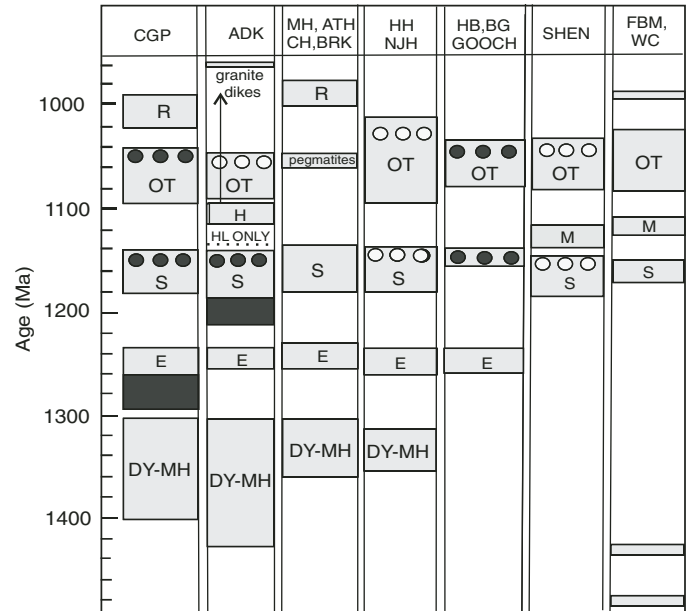 CGP
ADK
MH, ATH
CH,BRK
HH
NJH
HB,BG
GOOCH
SHEN
FBM,
WC
Age (Ma)
1000
1100
1200
1300
1400
R
OT
S
E
DY-MH
granite
dikes
OT
H
HL ONLY
S
E
DY-MH
R
pegmatites
S
E
DY-MH
OT
S
E
DY-MH
OT
E
OT
M
S
OT
M
S